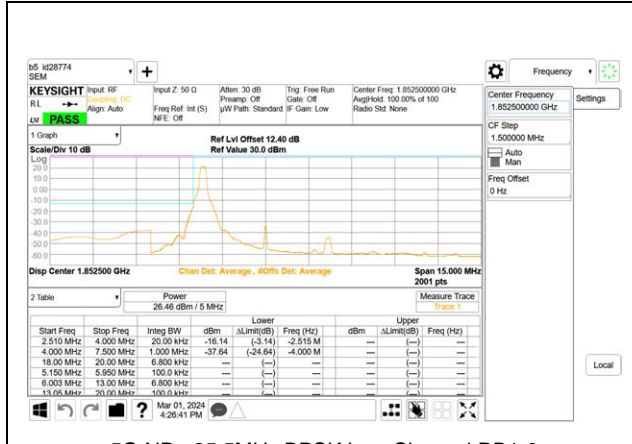 b5 id28774
SEM
Frequency
KEYSIGHT Input: RF Input Z: 50 Ω Atten: 30 dB Trig: Free Run Center Freq: 1.852500000 GHz
RL Coupling: DC Preamp: Off Gate: Off Avg|Hold: 100.00% of 100
Align: Auto Freq Ref: Int (S) µW Path: Standard IF Gain: Low Radio Std: None
LVI PASS NFE: Off
Center Frequency
1.852500000 GHz
Settings
CF Step
1.500000 MHz
Auto
Man
Freq Offset
0 Hz
1 Graph
Scale/Div 10 dB
Ref Lvl Offset 12.40 dB
Ref Value 30.0 dBm
Log
20.0
10.0
0.00
-10.0
-20.0
-30.0
-40.0
-50.0
-60.0
Disp Center 1.852500 GHz
Chan Det: Average , #Offs Det: Average
Span 15.000 MHz
2001 pts
2 Table
Power
26.46 dBm / 5 MHz
Measure Trace
Trace 1
Lower Upper
Start Freq Stop Freq Integ BW dBm ΔLimit(dB) Freq (Hz) dBm ΔLimit(dB) Freq (Hz)
2.510 MHz 4.000 MHz 20.00 kHz -16.14 (-3.14) -2.515 M --- (---) ---
4.000 MHz 7.500 MHz 1.000 MHz -37.64 (-24.64) -4.000 M --- (---) ---
18.00 MHz 20.00 MHz 6.800 kHz --- (---) --- --- (---) ---
5.150 MHz 5.950 MHz 100.0 kHz --- (---) --- --- (---) ---
6.003 MHz 13.00 MHz 6.800 kHz --- (---) --- --- (---) ---
13.05 MHz 20.00 MHz 100.0 kHz --- (---) --- --- (---) ---
Local
Mar 01, 2024
4:26:41 PM